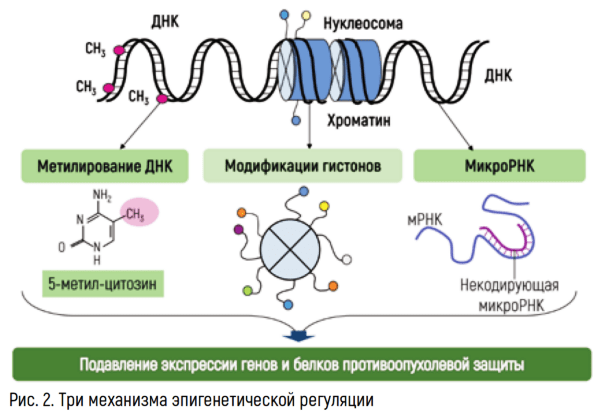 ДНК
Нуклеосома
CH3
CH3
CH3
ДНК
Хроматин
Метилирование ДНК
Модификации гистонов
МикроРНК
NH2
CH3
N
O
N
H
мРНК
5-метил-цитозин
Некодирующая
микроРНК
Подавление экспрессии генов и белков противоопухолевой защиты
Рис. 2. Три механизма эпигенетической регуляции